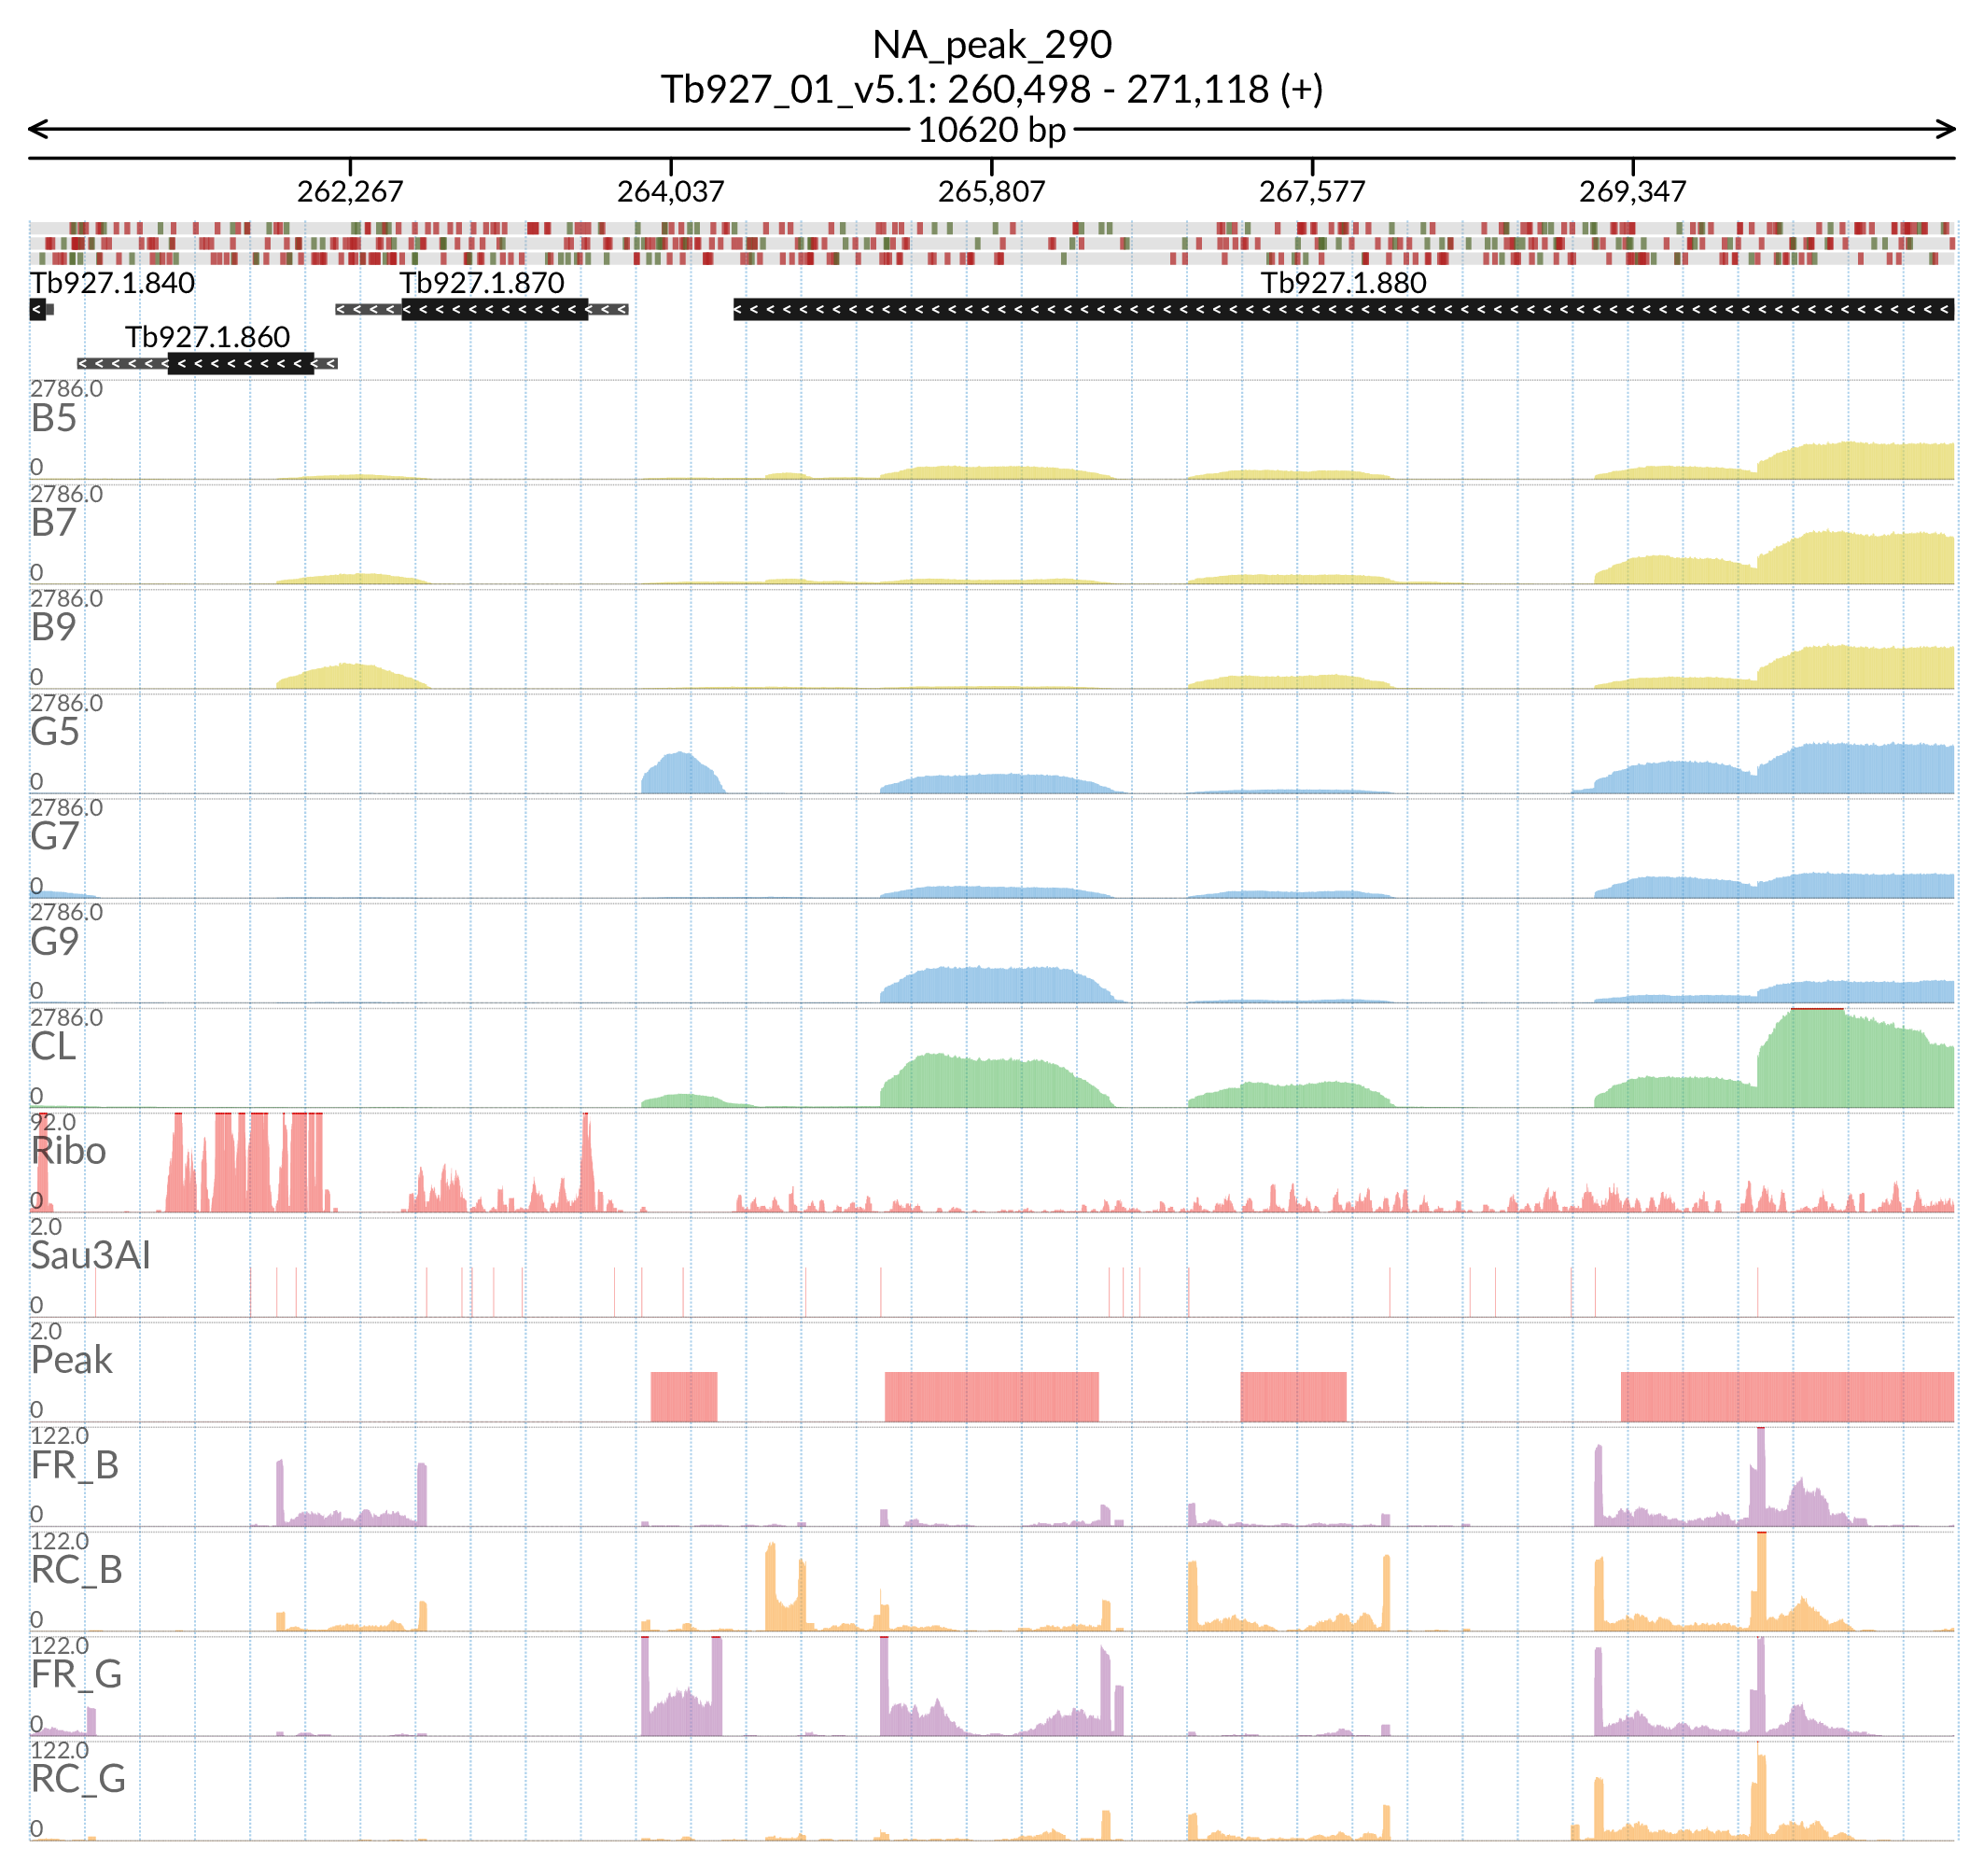 NA_peak_290
Tb927_01_v5.1: 260,498 - 271,118 (+)
10620 bp
262,267 264,037 265,807 267,577 269,347
Tb927.1.840 Tb927.1.870 Tb927.1.880
Tb927.1.860
2786.0
B5
0
2786.0
B7
0
2786.0
B9
0
2786.0
G5
0
2786.0
G7
0
2786.0
G9
0
2786.0
CL
0
92.0
Ribo
0
2.0
Sau3AI
0
2.0
Peak
0
122.0
FR_B
0
122.0
RC_B
0
122.0
FR_G
0
122.0
RC_G
0